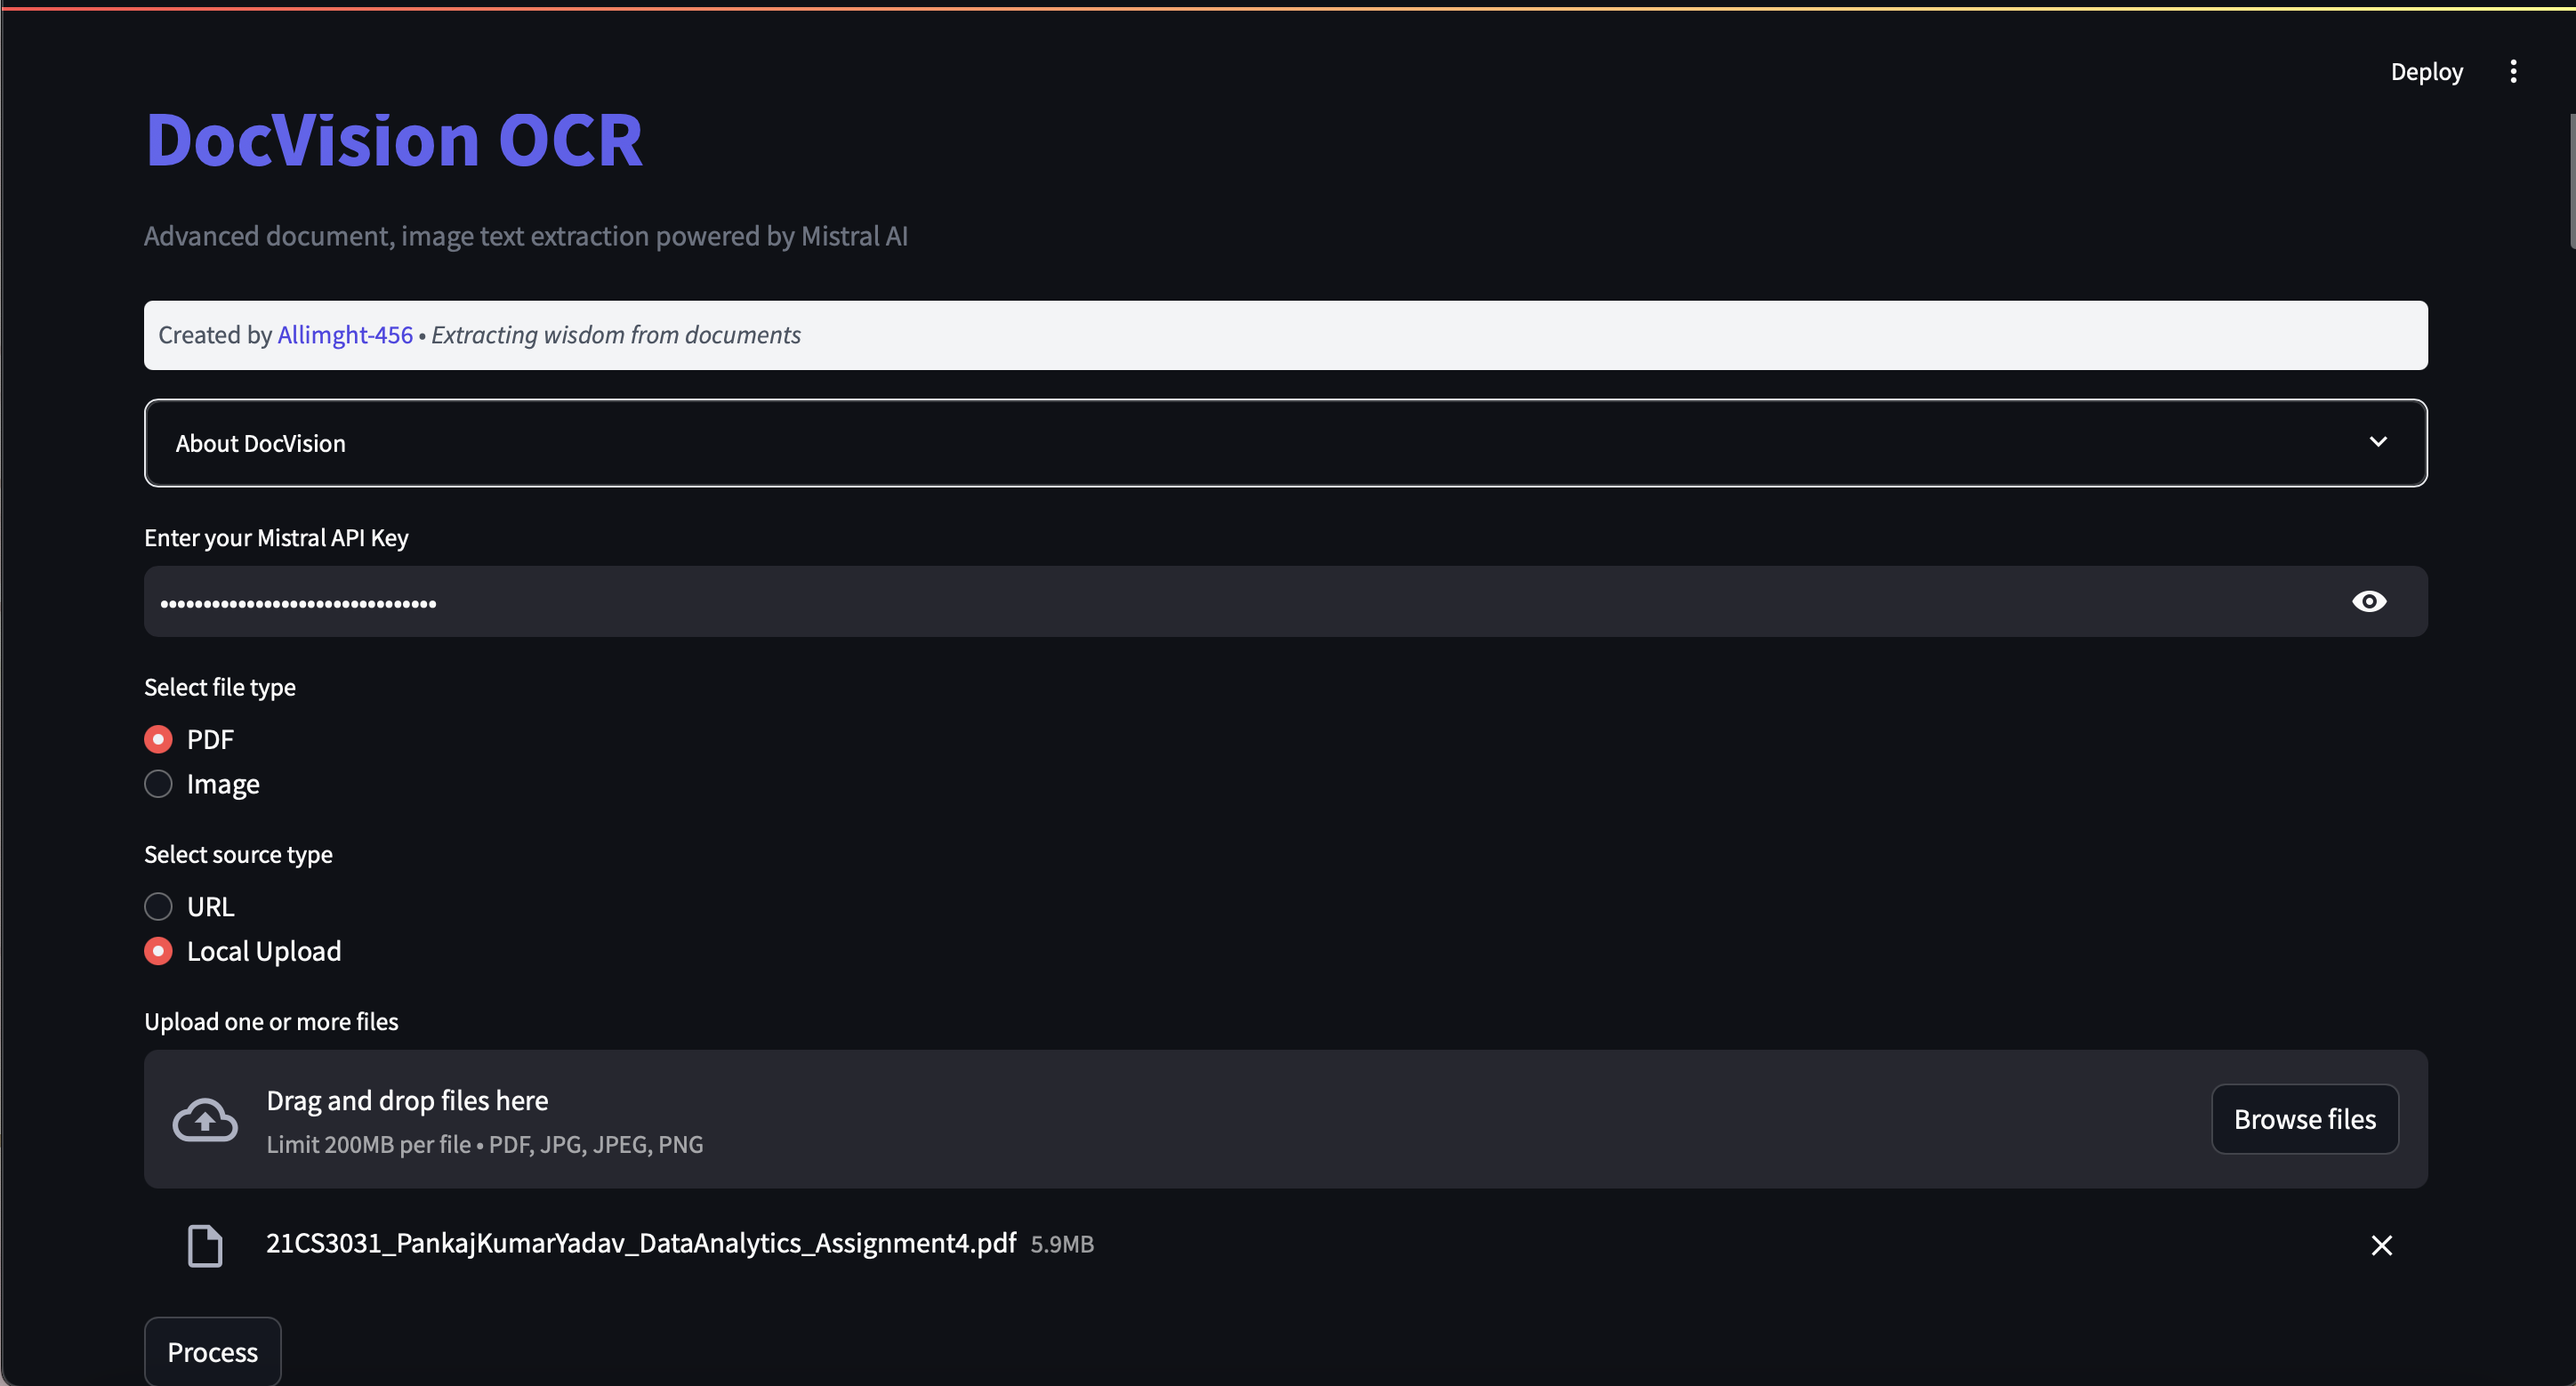 Deploy
DocVision OCR
Advanced document, image text extraction powered by Mistral AI
Created by Allimght-456 • Extracting wisdom from documents
About DocVision
Enter your Mistral API Key
••••••••••••••••••••••••••••••••
Select file type
PDF
Image
Select source type
URL
Local Upload
Upload one or more files
Drag and drop files here
Limit 200MB per file • PDF, JPG, JPEG, PNG
Browse files
21CS3031_PankajKumarYadav_DataAnalytics_Assignment4.pdf 5.9MB
Process